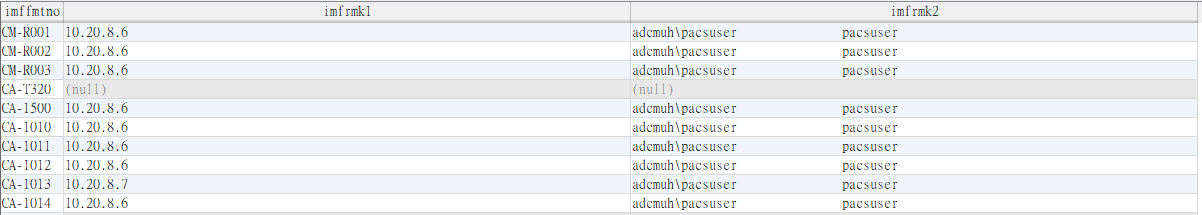 imffmtno imfrmk1 imfrmk2
CM-R001 10.20.8.6 adcmuh\pacsuser pacsuser
CM-R002 10.20.8.6 adcmuh\pacsuser pacsuser
CM-R003 10.20.8.6 adcmuh\pacsuser pacsuser
CA-T320 (null) (null)
CA-1500 10.20.8.6 adcmuh\pacsuser pacsuser
CA-1010 10.20.8.6 adcmuh\pacsuser pacsuser
CA-1011 10.20.8.6 adcmuh\pacsuser pacsuser
CA-1012 10.20.8.6 adcmuh\pacsuser pacsuser
CA-1013 10.20.8.7 adcmuh\pacsuser pacsuser
CA-1014 10.20.8.6 adcmuh\pacsuser pacsuser